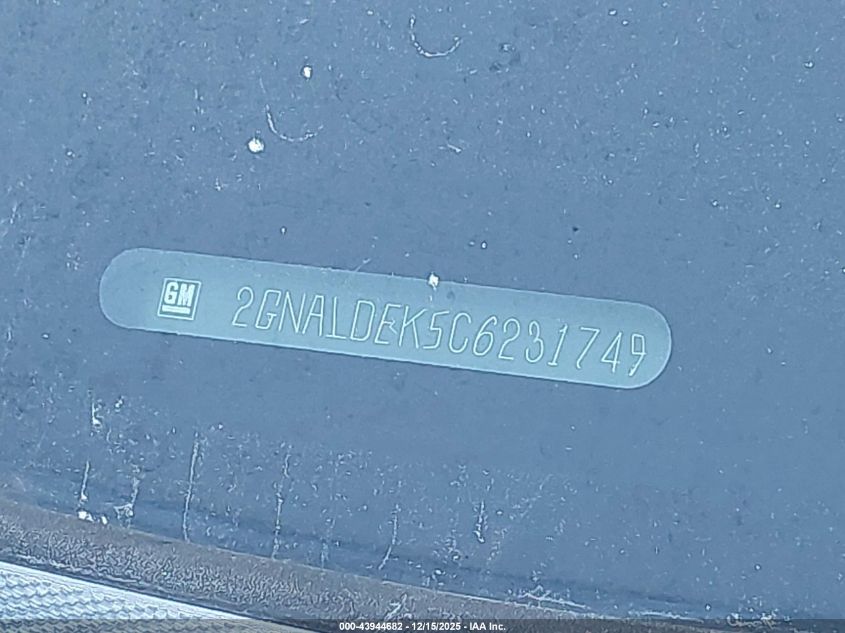 GM 2GNALDEK5C6231749
000-43944682 - 12/15/2025 - IAA Inc.